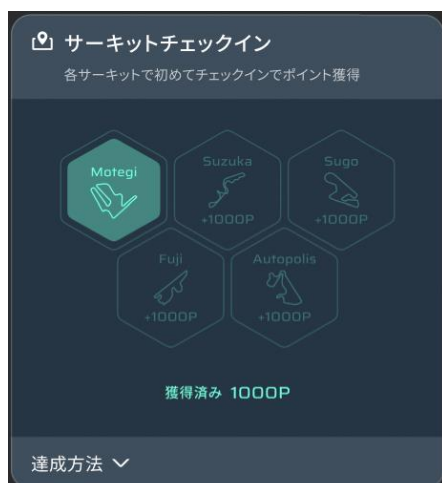 サーキットチェックイン
各サーキットで初めてチェックインでポイント獲得
Motegi
Suzuka
+1000P
Sugo
+1000P
Fuji
+1000P
Autopolis
+1000P
獲得済み 1000P
達成方法